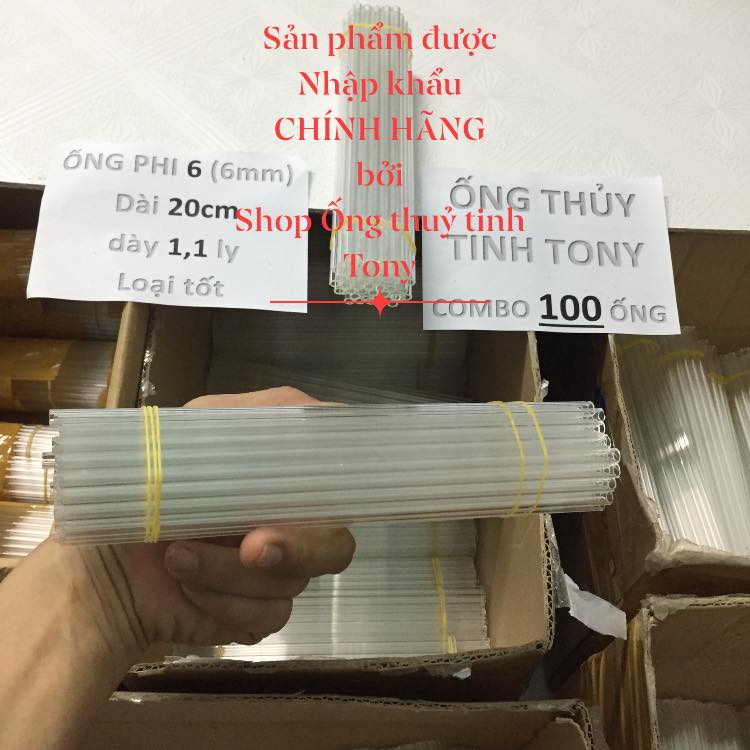 Sản phẩm được
Nhập khẩu
CHÍNH HÃNG
bởi
Shop Ống thuỷ tinh
Tony
ỐNG PHI 6 (6mm)
Dài 20cm
dày 1,1 ly
Loại tốt
ỐNG THỦY
TINH TONY
COMBO 100 ỐNG